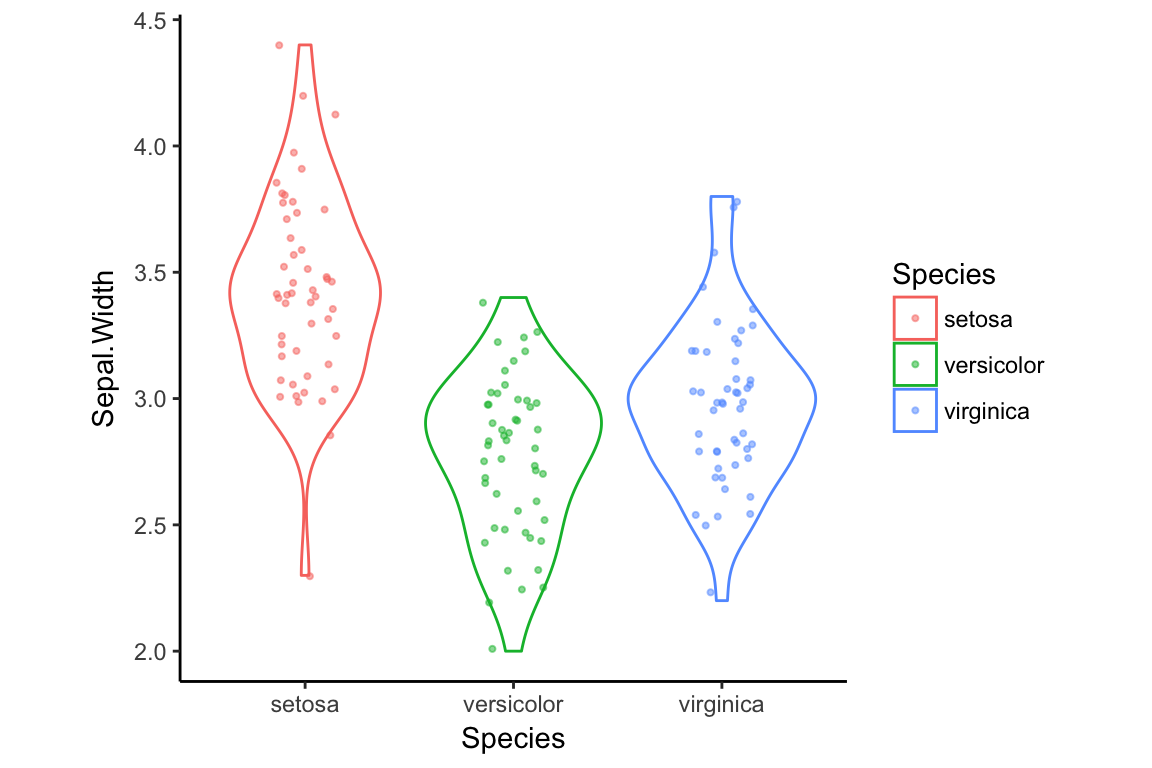 4.5
4.0
3.5
3.0
2.5
2.0
Sepal.Width
setosa
versicolor
virginica
Species
Species
setosa
versicolor
virginica